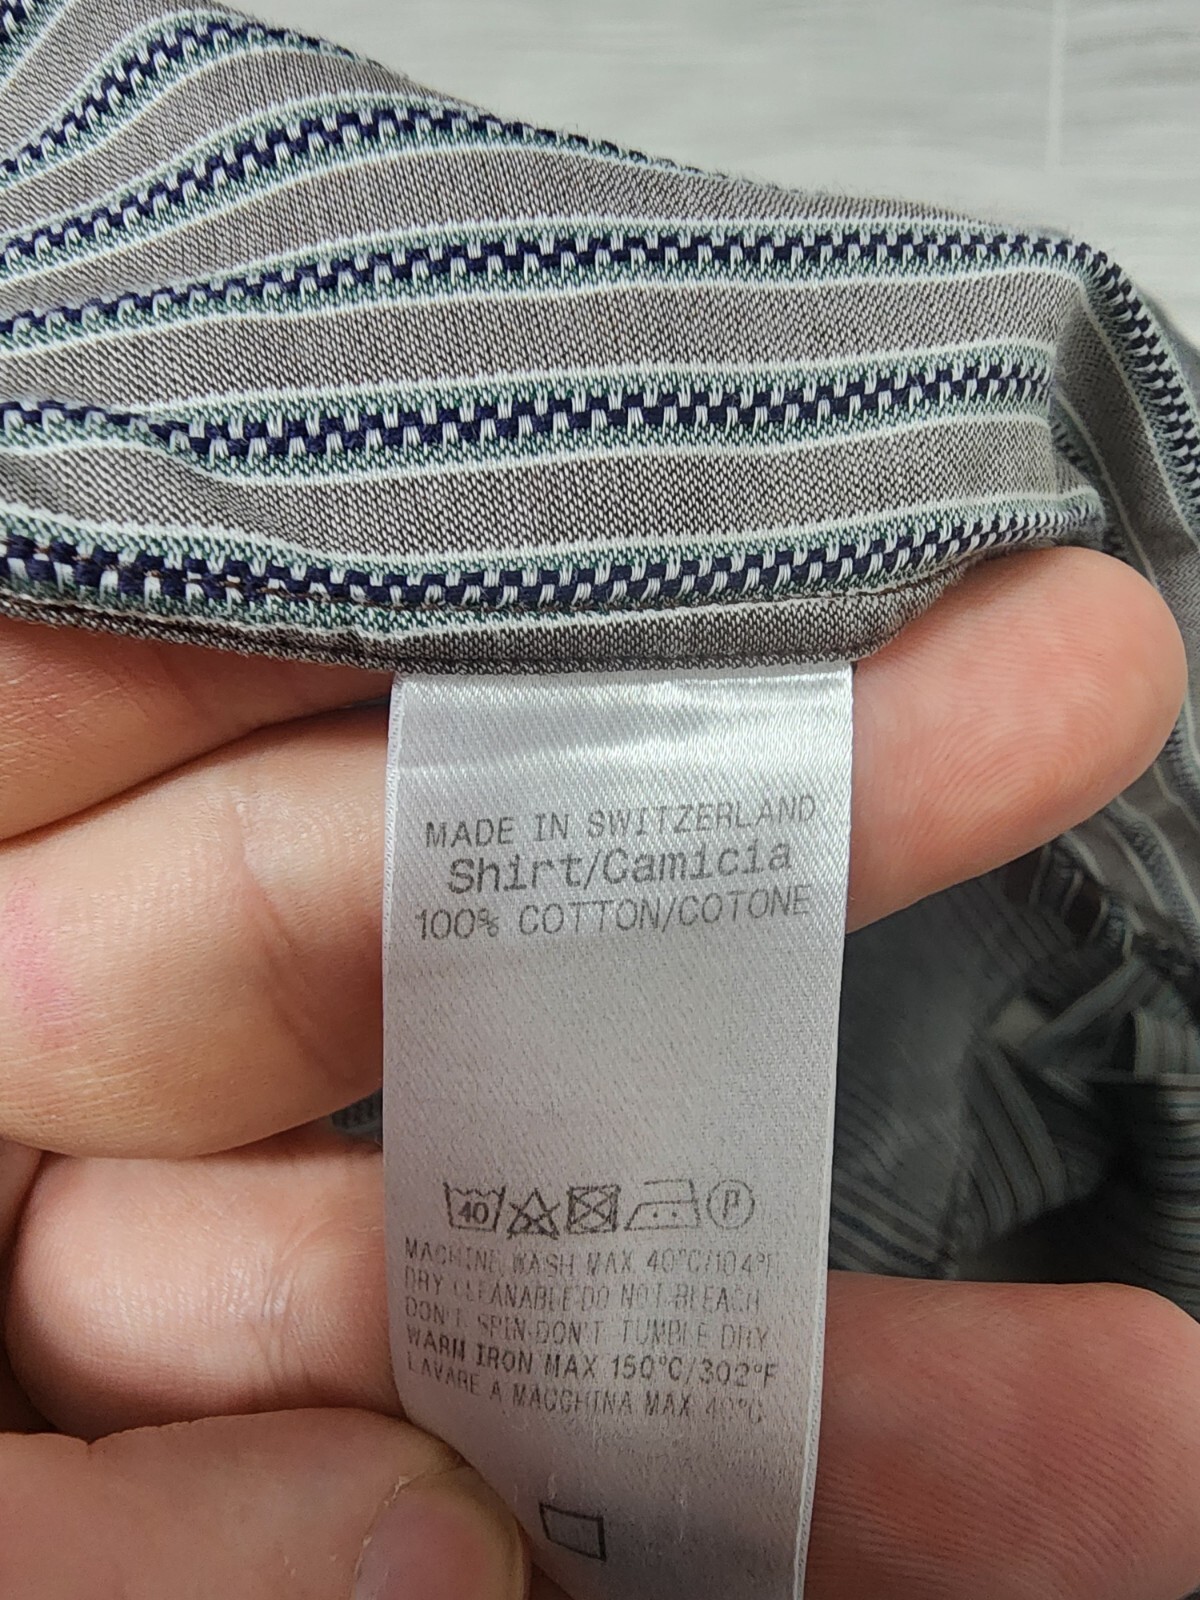 MADE IN SWITZERLAND
Shirt/Camicia
100% COTTON/COTONE
40 P
MACHINE WASH MAX 40°C/104°F
DRY CLEANABLE·DO NOT BLEACH
DON'T SPIN·DON'T TUMBLE DRY
WARM IRON MAX 150°C/302°F
LAVARE A MACCHINA MAX 40°C